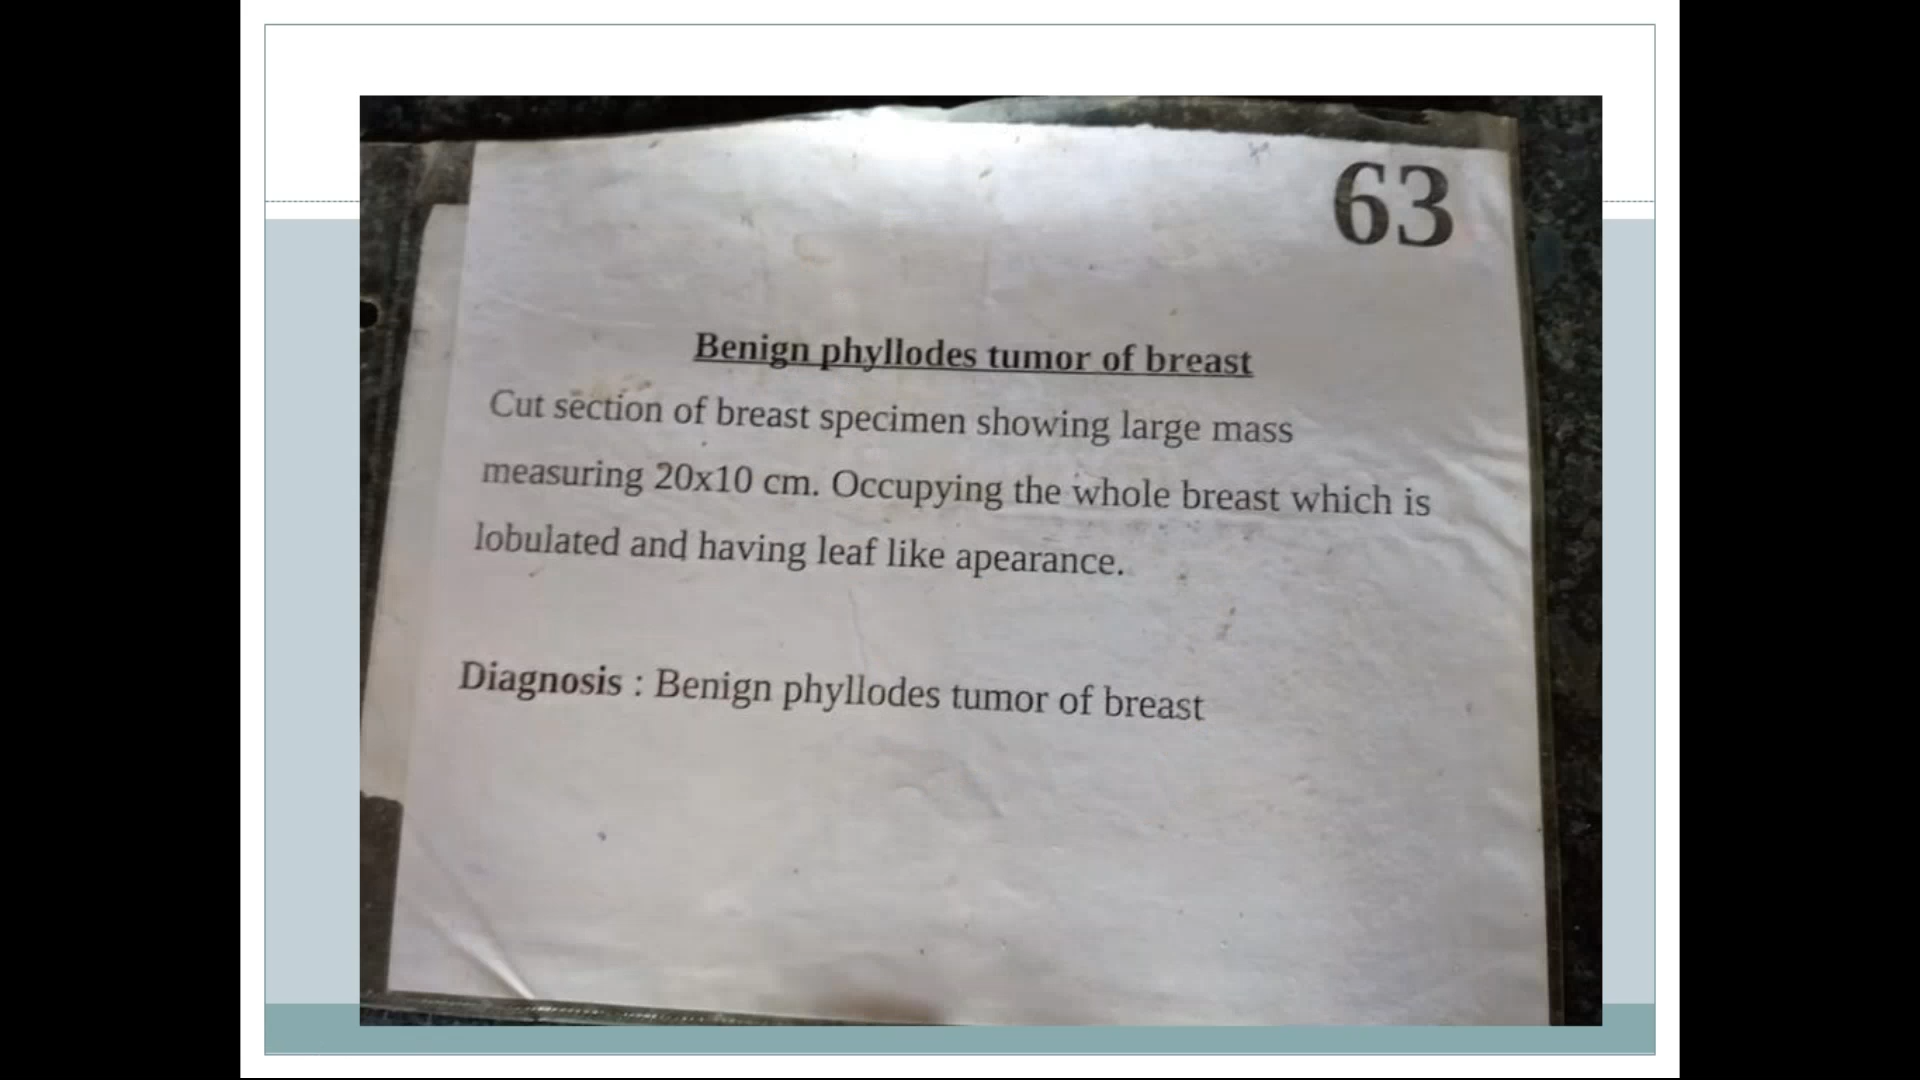 63
Benign phyllodes tumor of breast
Cut section of breast specimen showing large mass
measuring 20x10 cm. Occupying the whole breast which is
lobulated and having leaf like apearance.
Diagnosis : Benign phyllodes tumor of breast